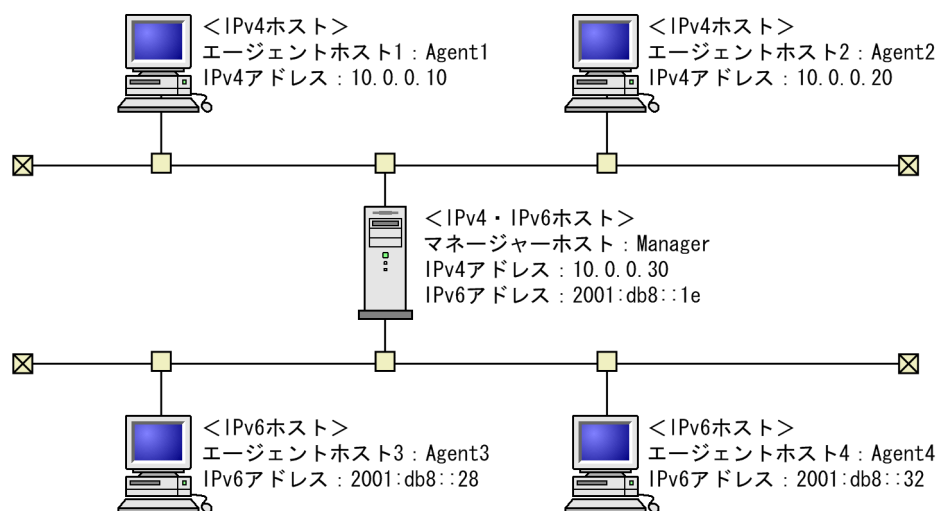 ＜IPv4ホスト＞
エージェントホスト1：Agent1
IPv4アドレス：10.0.0.10
＜IPv4ホスト＞
エージェントホスト2：Agent2
IPv4アドレス：10.0.0.20
＜IPv4・IPv6ホスト＞
マネージャーホスト：Manager
IPv4アドレス：10.0.0.30
IPv6アドレス：2001:db8::1e
＜IPv6ホスト＞
エージェントホスト3：Agent3
IPv6アドレス：2001:db8::28
＜IPv6ホスト＞
エージェントホスト4：Agent4
IPv6アドレス：2001:db8::32